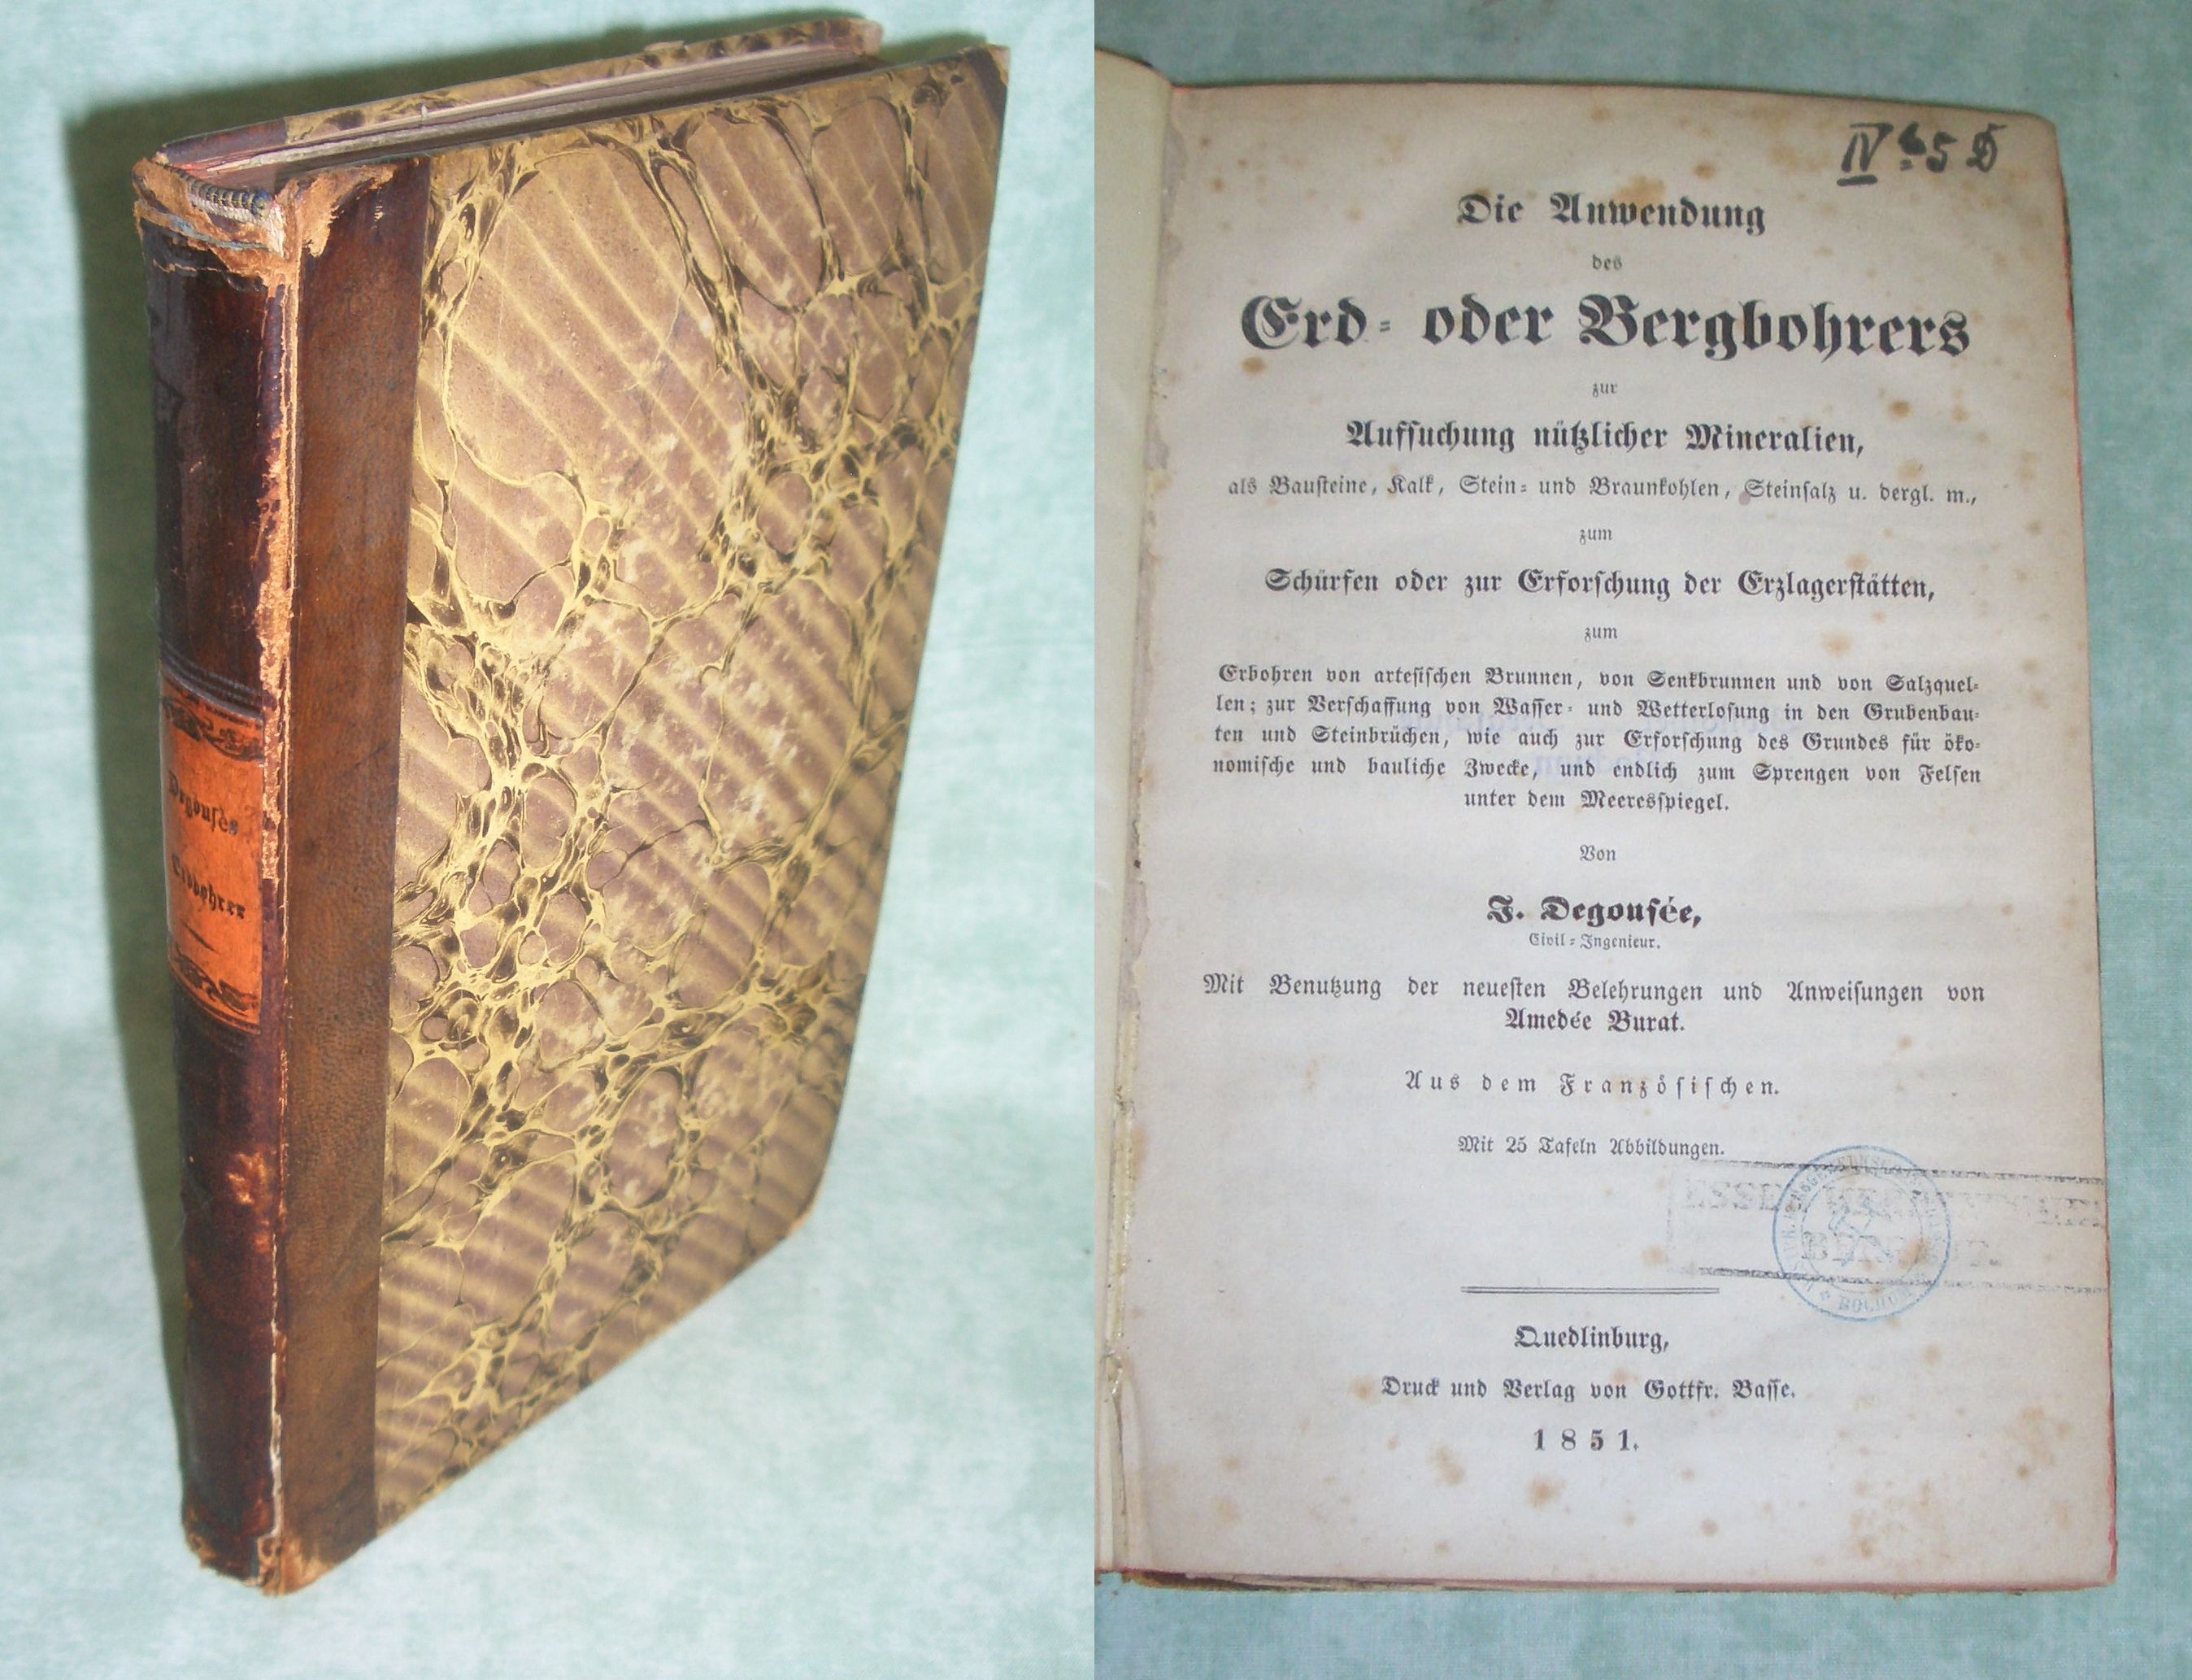 Degousés
Erdbohrer
IV 5 D
Die Anwendung
des
Erd- oder Bergbohrers
zur
Aufsuchung nützlicher Mineralien,
als Bausteine, Kalk, Stein- und Braunkohlen, Steinsalz u. dergl. m.,
zum
Schürfen oder zur Erforschung der Erzlagerstätten,
zum
Erbohren von artesischen Brunnen, von Senkbrunnen und von Salzquel-
len; zur Verschaffung von Wasser- und Wetterlosung in den Grubenbau-
ten und Steinbrüchen, wie auch zur Erforschung des Grundes für öko-
nomische und bauliche Zwecke, und endlich zum Sprengen von Felsen
unter dem Meeresspiegel.
Von
J. Degousée,
Civil-Ingenieur.
Mit Benutzung der neuesten Belehrungen und Anweisungen von
Amedée Burat.
Aus dem Französischen.
Mit 25 Tafeln Abbildungen.
BOCHUM
Quedlinburg,
Druck und Verlag von Gottfr. Basse.
1851.